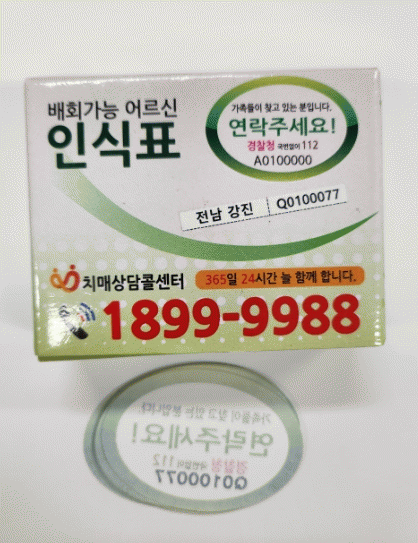 배회가능 어르신
인식표
가족들이 찾고 있는 분입니다.
연락주세요!
경찰청 국번없이 112
A0100000
전남 강진 Q0100077
치매상담콜센터
365일 24시간 늘 함께 합니다.
1899-9988
가족들이 찾고 있는 분입니다.
연락주세요!
경찰청 국번없이 112
Q0100077